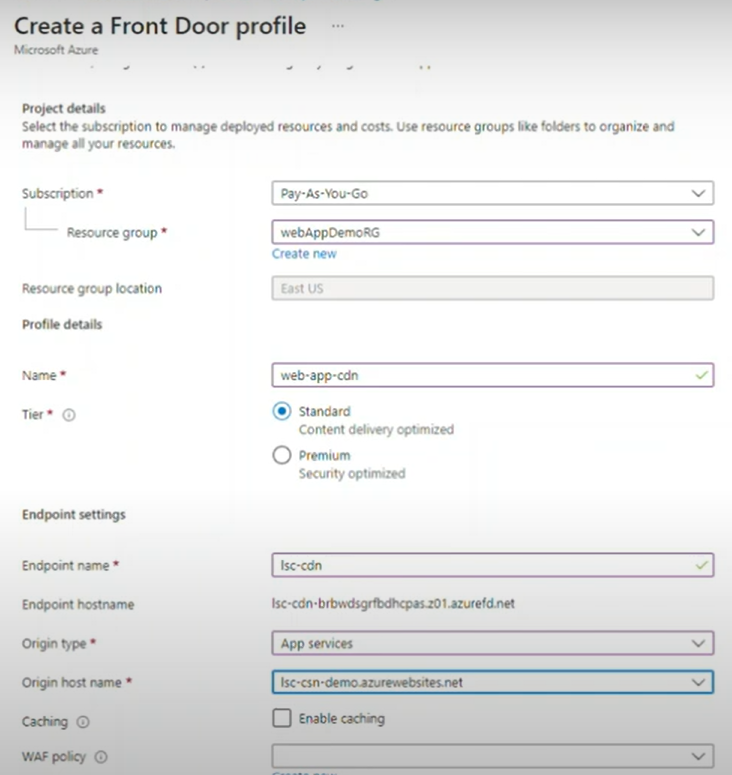 Create a Front Door profile ...
Microsoft Azure
Project details
Select the subscription to manage deployed resources and costs. Use resource groups like folders to organize and
manage all your resources.
Subscription * Pay-As-You-Go
Resource group * webAppDemoRG
Create new
Resource group location East US
Profile details
Name * web-app-cdn
Tier * Standard
Content delivery optimized
Premium
Security optimized
Endpoint settings
Endpoint name * lsc-cdn
Endpoint hostname lsc-cdn-brbwdsgrfbdhcpas.z01.azurefd.net
Origin type * App services
Origin host name * lsc-csn-demo.azurewebsites.net
Caching Enable caching
WAF policy
Create new